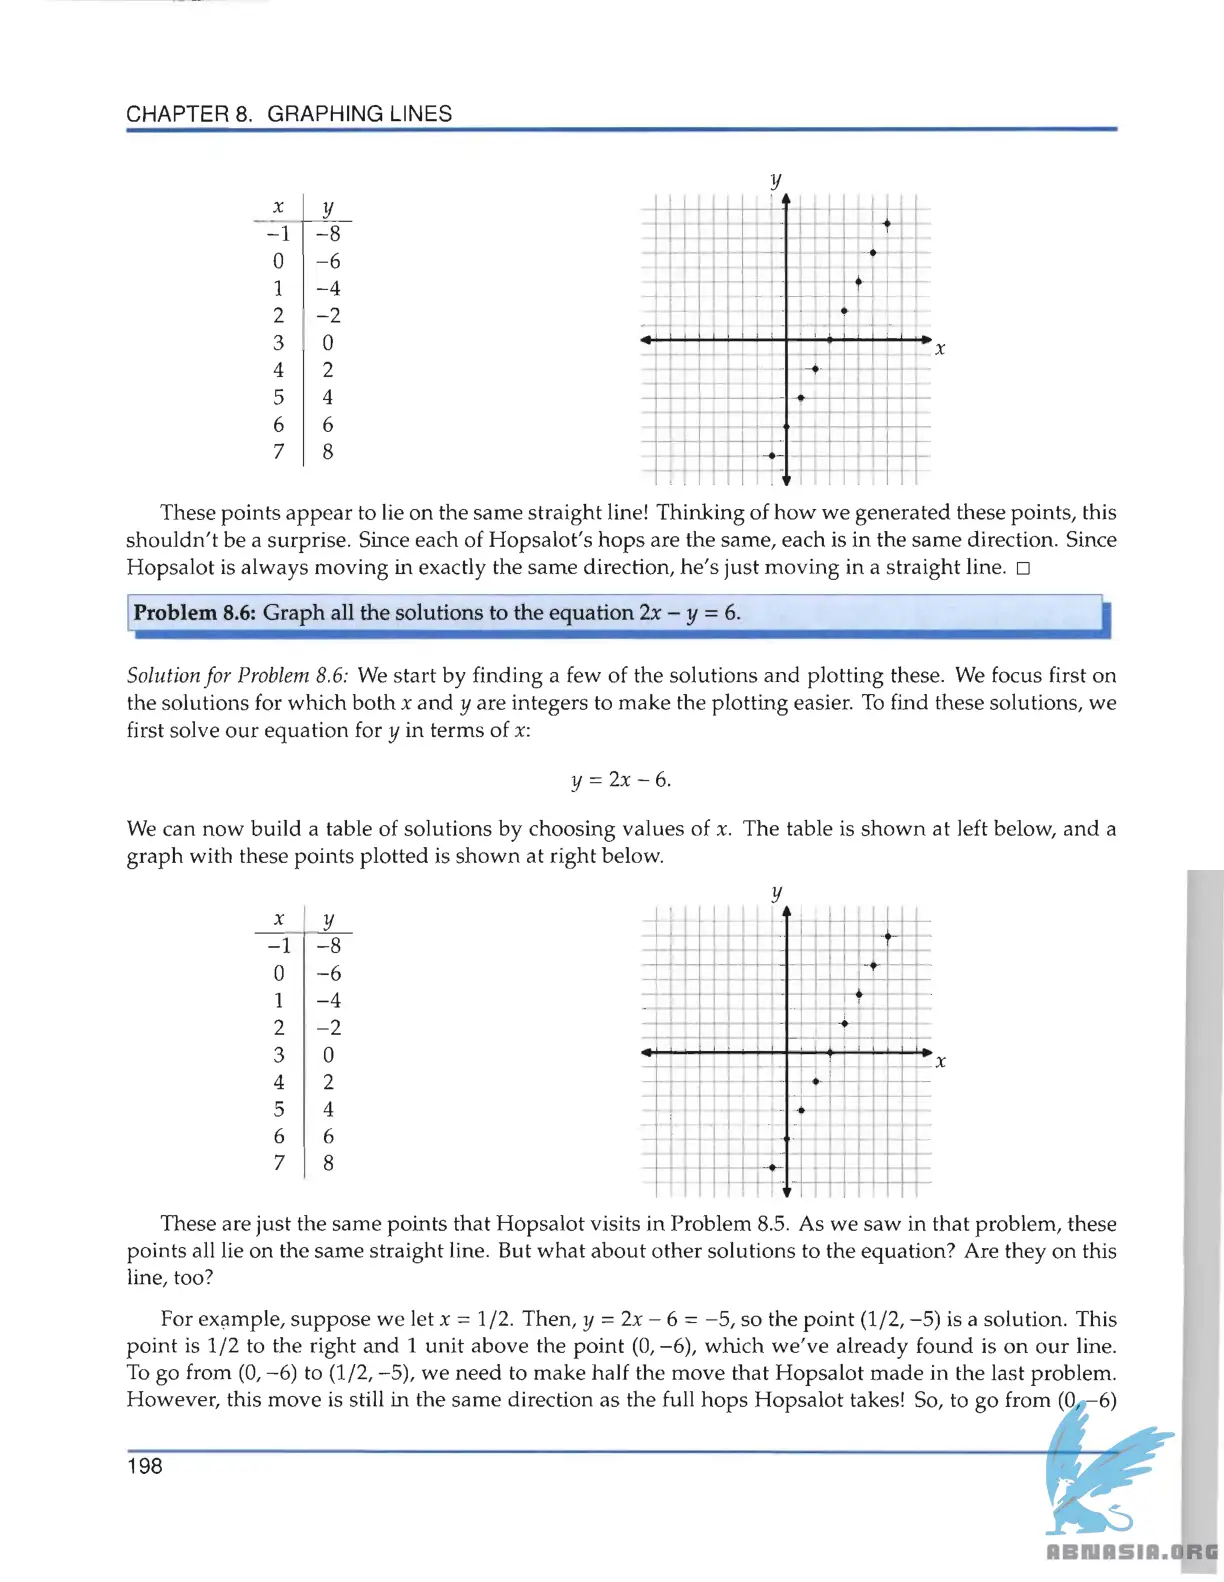 CHAPTER 8. GRAPHING LINES
y
x y
−1 −8
0 −6
1 −4
2 −2
3 0
4 2
5 4
6 6
7 8
x
These points appear to lie on the same straight line! Thinking of how we generated these points, this
shouldn't be a surprise. Since each of Hopsalot's hops are the same, each is in the same direction. Since
Hopsalot is always moving in exactly the same direction, he's just moving in a straight line. □
Problem 8.6: Graph all the solutions to the equation 2x − y = 6.
Solution for Problem 8.6: We start by finding a few of the solutions and plotting these. We focus first on
the solutions for which both x and y are integers to make the plotting easier. To find these solutions, we
first solve our equation for y in terms of x:
y = 2x − 6.
We can now build a table of solutions by choosing values of x. The table is shown at left below, and a
graph with these points plotted is shown at right below.
y
x y
−1 −8
0 −6
1 −4
2 −2
3 0
4 2
5 4
6 6
7 8
x
These are just the same points that Hopsalot visits in Problem 8.5. As we saw in that problem, these
points all lie on the same straight line. But what about other solutions to the equation? Are they on this
line, too?
For example, suppose we let x = 1/2. Then, y = 2x − 6 = −5, so the point (1/2, −5) is a solution. This
point is 1/2 to the right and 1 unit above the point (0, −6), which we've already found is on our line.
To go from (0, −6) to (1/2, −5), we need to make half the move that Hopsalot made in the last problem.
However, this move is still in the same direction as the full hops Hopsalot takes! So, to go from (0, −6)
198
ABNASIA.ORG